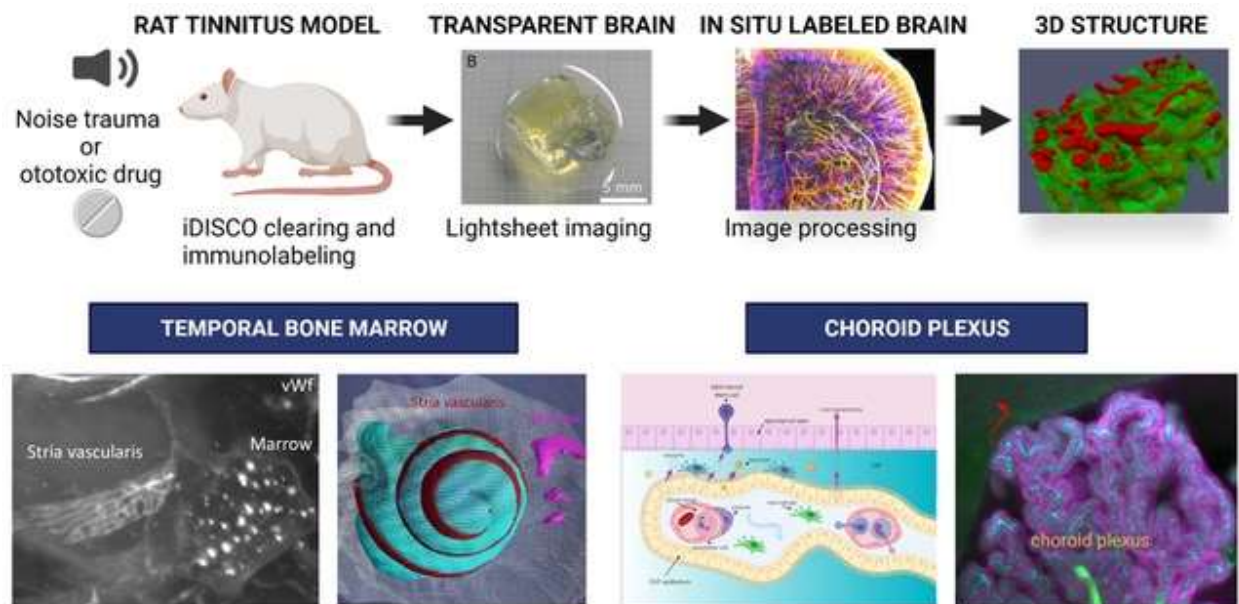 RAT TINNITUS MODEL
TRANSPARENT BRAIN
IN SITU LABELED BRAIN
3D STRUCTURE
Noise trauma
or
ototoxic drug
B
5 mm
iDISCO clearing and
immunolabeling
Lightsheet imaging
Image processing
TEMPORAL BONE MARROW
CHOROID PLEXUS
vWf
Stria vascularis
Marrow
Stria vascularis
choroid plexus